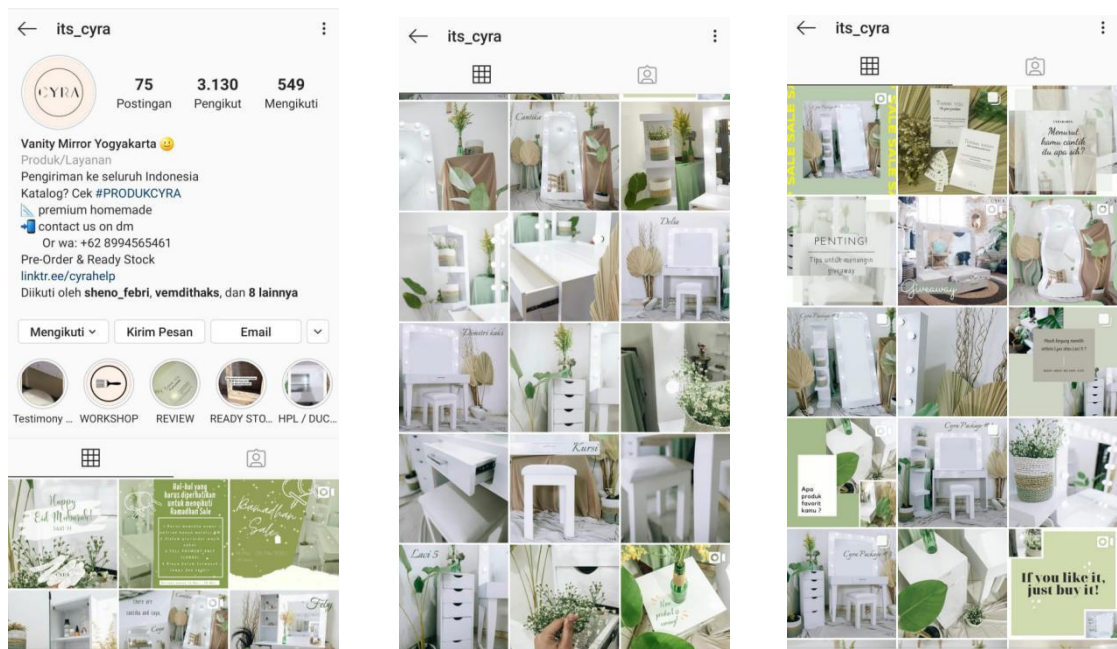 its_cyra
CYRA
75
3.130
549
Postingan
Pengikut
Mengikuti
Vanity Mirror Yogyakarta
Produk/Layanan
Pengiriman ke seluruh Indonesia
Katalog? Cek #PRODUKCYRA
premium homemade
contact us on dm
Or wa: +62 8994565461
Pre-Order & Ready Stock
linktr.ee/cyrahelp
Diikuti oleh sheno_febri, vemdithaks, dan 8 lainnya
Mengikuti
Kirim Pesan
Email
Testimony ...
WORKSHOP
REVIEW
READY STO...
HPL / DUC...
Happy
Eid Mubarak!
Hal-hal yang
harus diperhatikan
untuk mengikuti
Ramadhan Sale
Ramadhan
Sale
Feby
its_cyra
Cantika
Delia
Kursi
Laci 5
its_cyra
SALE SALE
SALE SALE
Menurut
kamu cantik
itu apa sih?
PENTING!
Tips untuk menangin
giveaway
Giveaway
Apa
produk
favorit
kamu ?
If you like it,
just buy it!